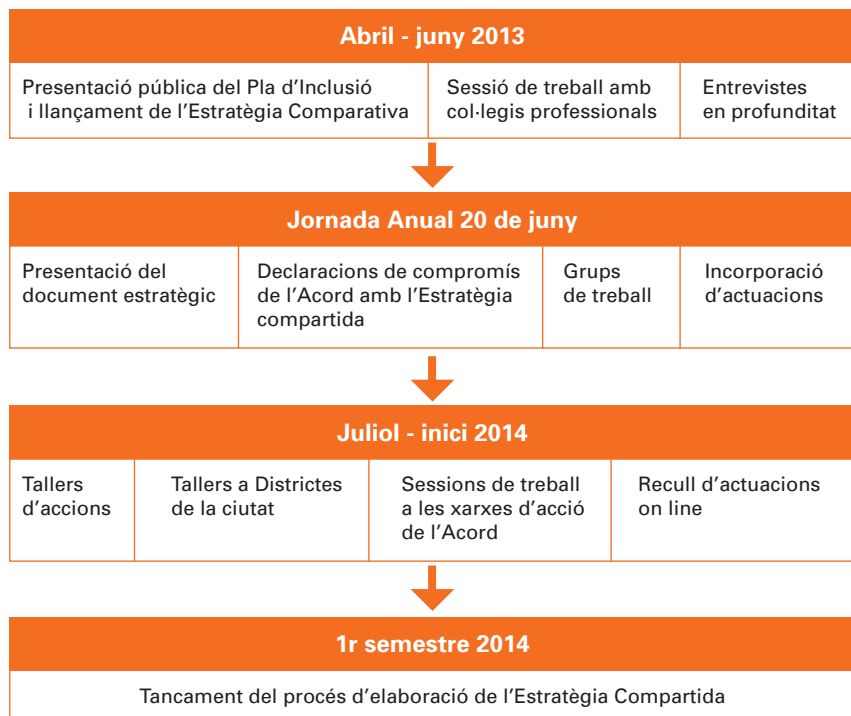 Abril - juny 2013
Presentació pública del Pla d'Inclusió
i llançament de l'Estratègia Comparativa
Sessió de treball amb
col·legis professionals
Entrevistes
en profunditat
Jornada Anual 20 de juny
Presentació del
document estratègic
Declaracions de compromís
de l'Acord amb l'Estratègia
compartida
Grups
de treball
Incorporació
d'actuacions
Juliol - inici 2014
Tallers
d'accions
Tallers a Districtes
de la ciutat
Sessions de treball
a les xarxes d'acció
de l'Acord
Recull d'actuacions
on line
1r semestre 2014
Tancament del procés d'elaboració de l'Estratègia Compartida